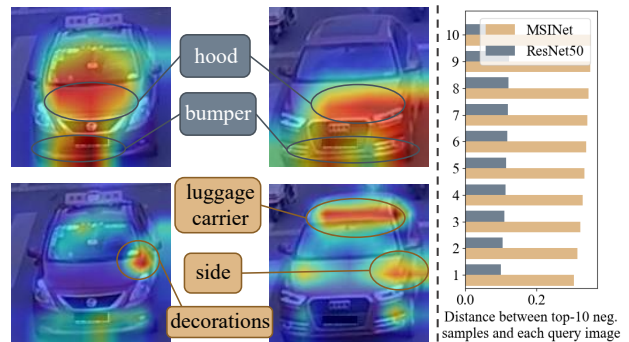 hood
bumper
luggage
carrier
side
decorations
MSINet
ResNet50
10
9
8
7
6
5
4
3
2
1
0.0
0.2
Distance between top-10 neg.
samples and each query image